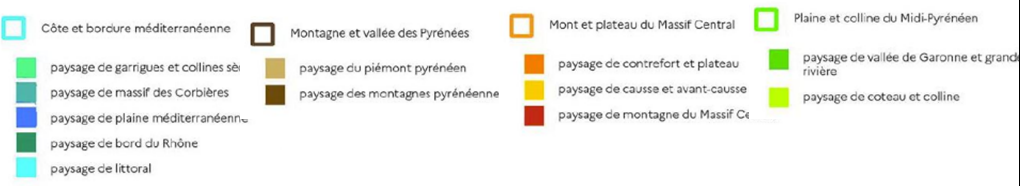 Côte et bordure méditerranéenne
paysage de garrigues et collines sè
paysage de massif des Corbières
paysage de plaine méditerranéenn
paysage de bord du Rhône
paysage de littoral
Montagne et vallée des Pyrénées
paysage du piémont pyrénéen
paysage des montagnes pyrénéenne
Mont et plateau du Massif Central
paysage de contrefort et plateau
paysage de causse et avant-causse
paysage de montagne du Massif Ce
Plaine et colline du Midi-Pyrénéen
paysage de vallée de Garonne et grande
rivière
paysage de coteau et colline